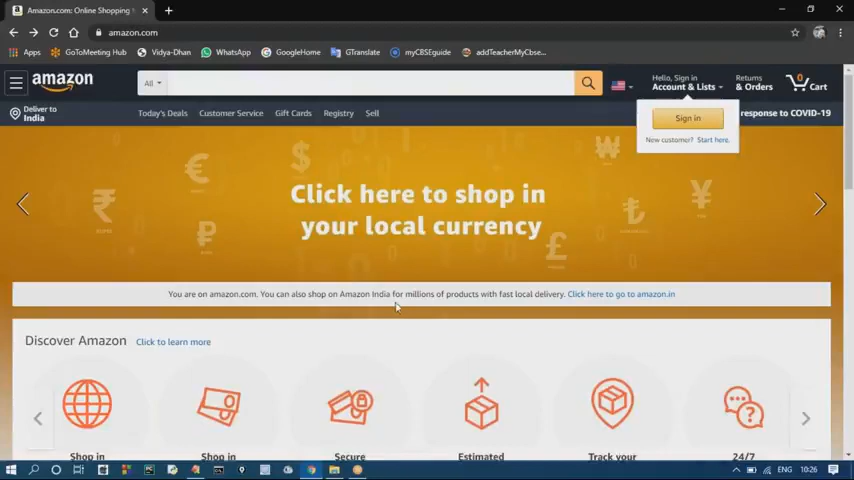 Amazon.com: Online Shopping
amazon.com
Apps
GoToMeeting Hub
Vidya-Dhan
WhatsApp
GoogleHome
GTranslate
myCBSEguide
addTeacherMyCbse...
amazon
All
Hello, Sign in
Account & Lists
Returns
& Orders
0
Cart
Deliver to
India
Today's Deals
Customer Service
Gift Cards
Registry
Sell
response to COVID-19
Sign in
New customer? Start here.
Click here to shop in
your local currency
You are on amazon.com. You can also shop on Amazon India for millions of products with fast local delivery. Click here to go to amazon.in
Discover Amazon
Click to learn more
Shop in
Shop in
Secure
Estimated
Track your
24/7
ENG
10:26